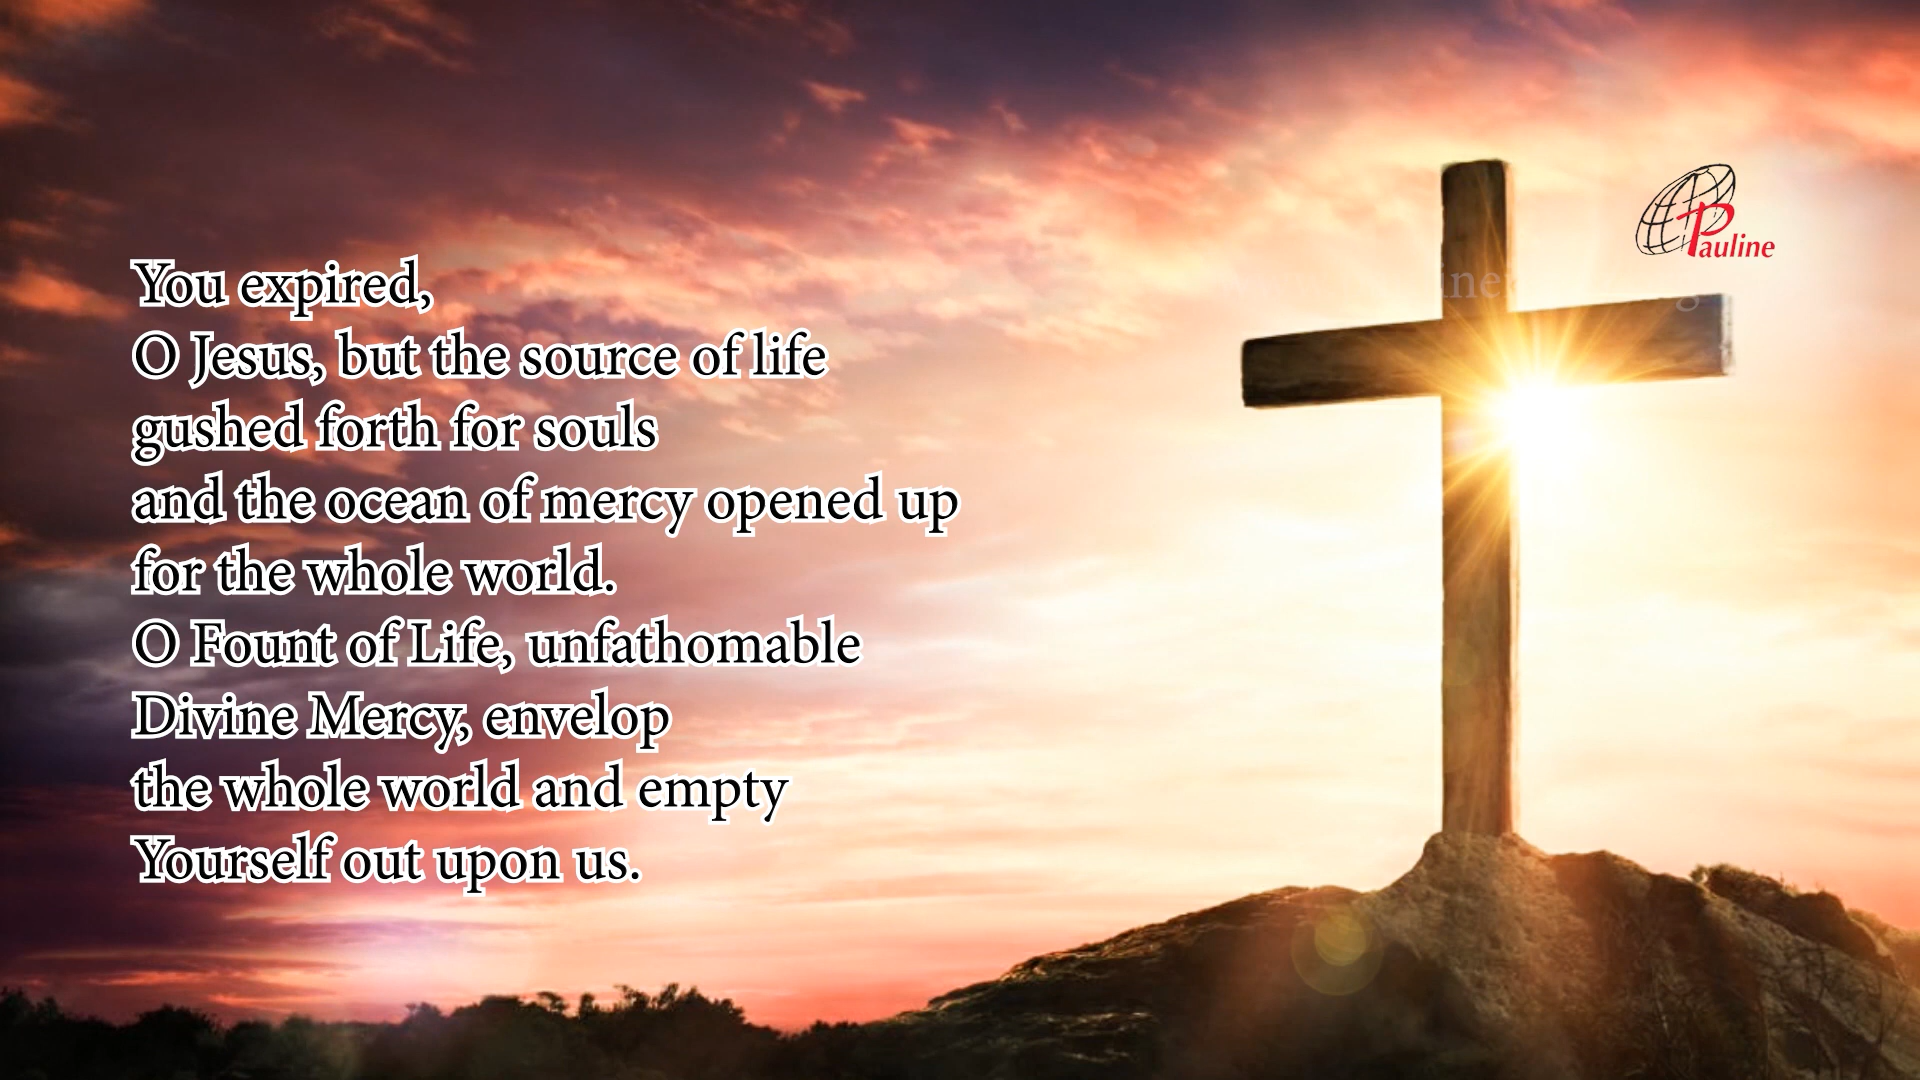 You expired,
O Jesus, but the source of life
gushed forth for souls
and the ocean of mercy opened up
for the whole world.
O Fount of Life, unfathomable
Divine Mercy, envelop
the whole world and empty
Yourself out upon us.
Pauline